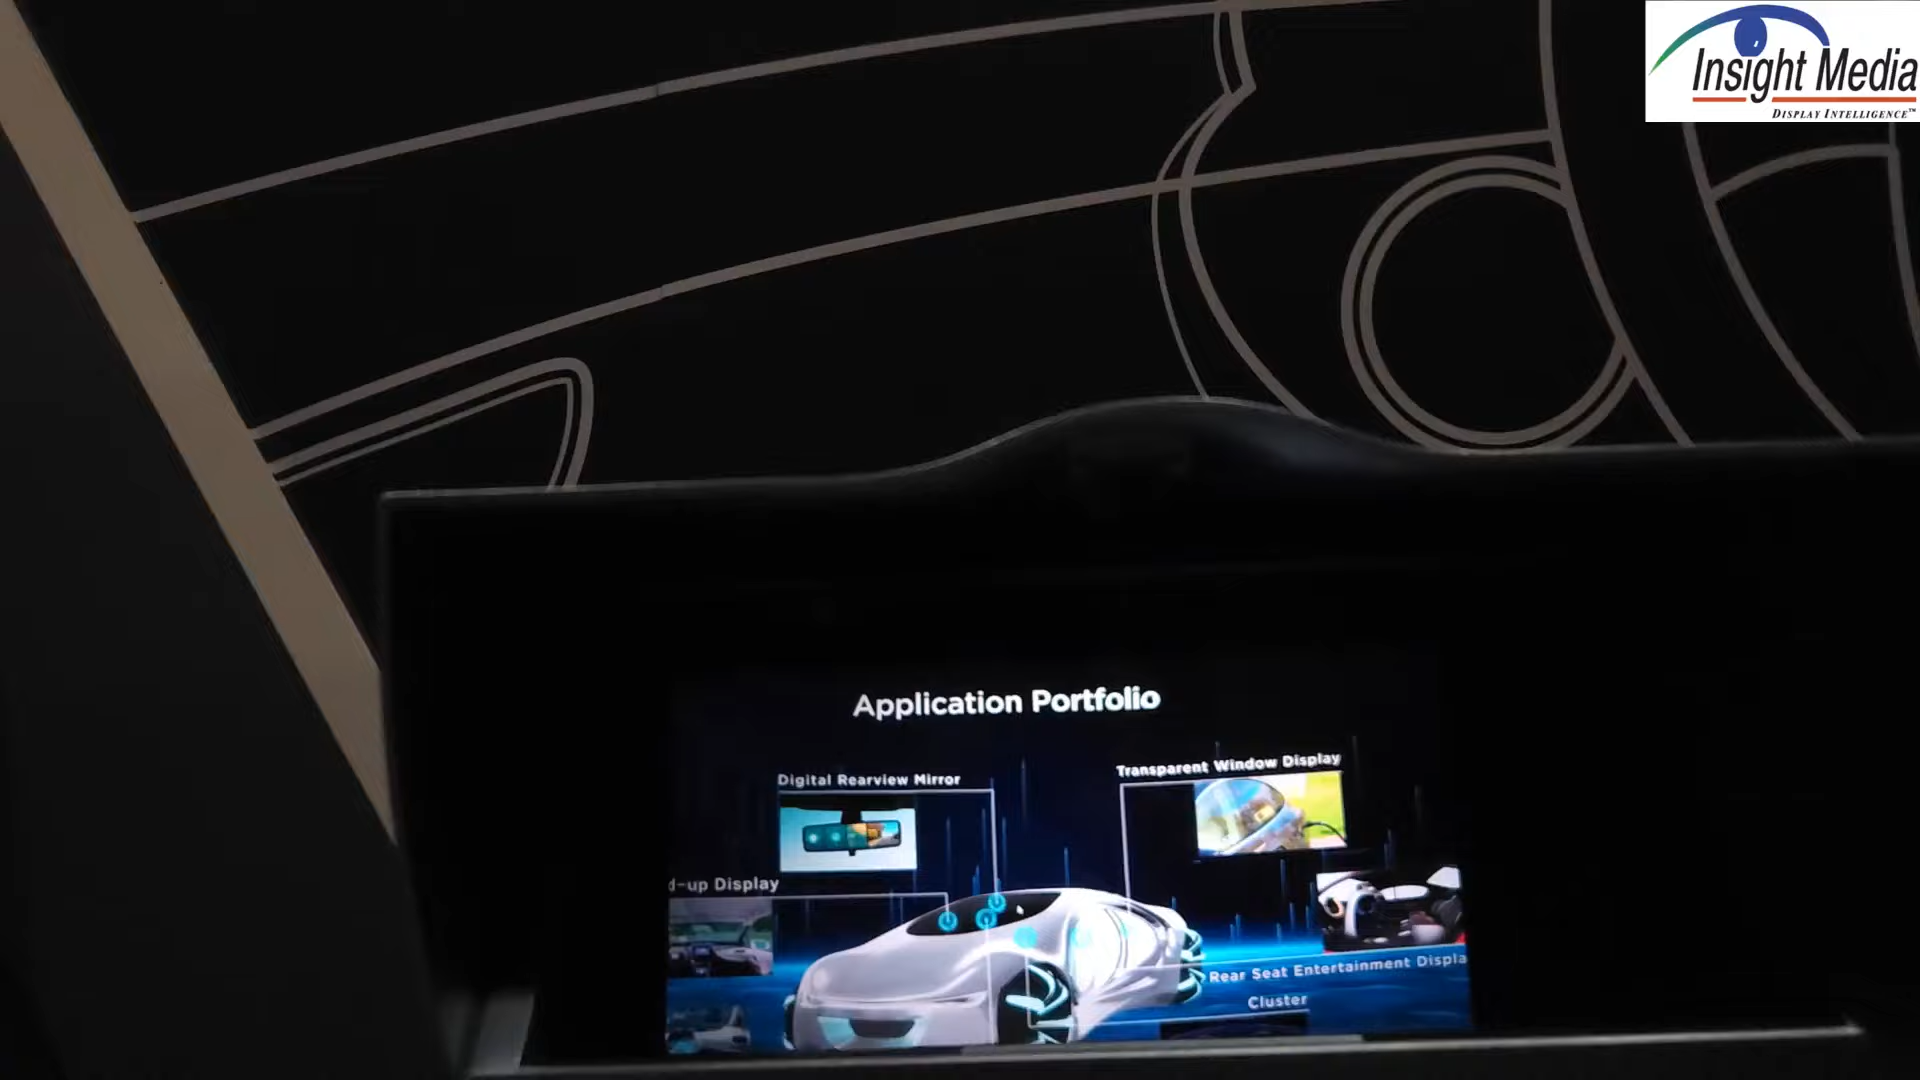 Insight Media
DISPLAY INTELLIGENCE™
Application Portfolio
Transparent Window Display
Digital Rearview Mirror
d-up Display
Rear Seat Entertainment Displa
Cluster